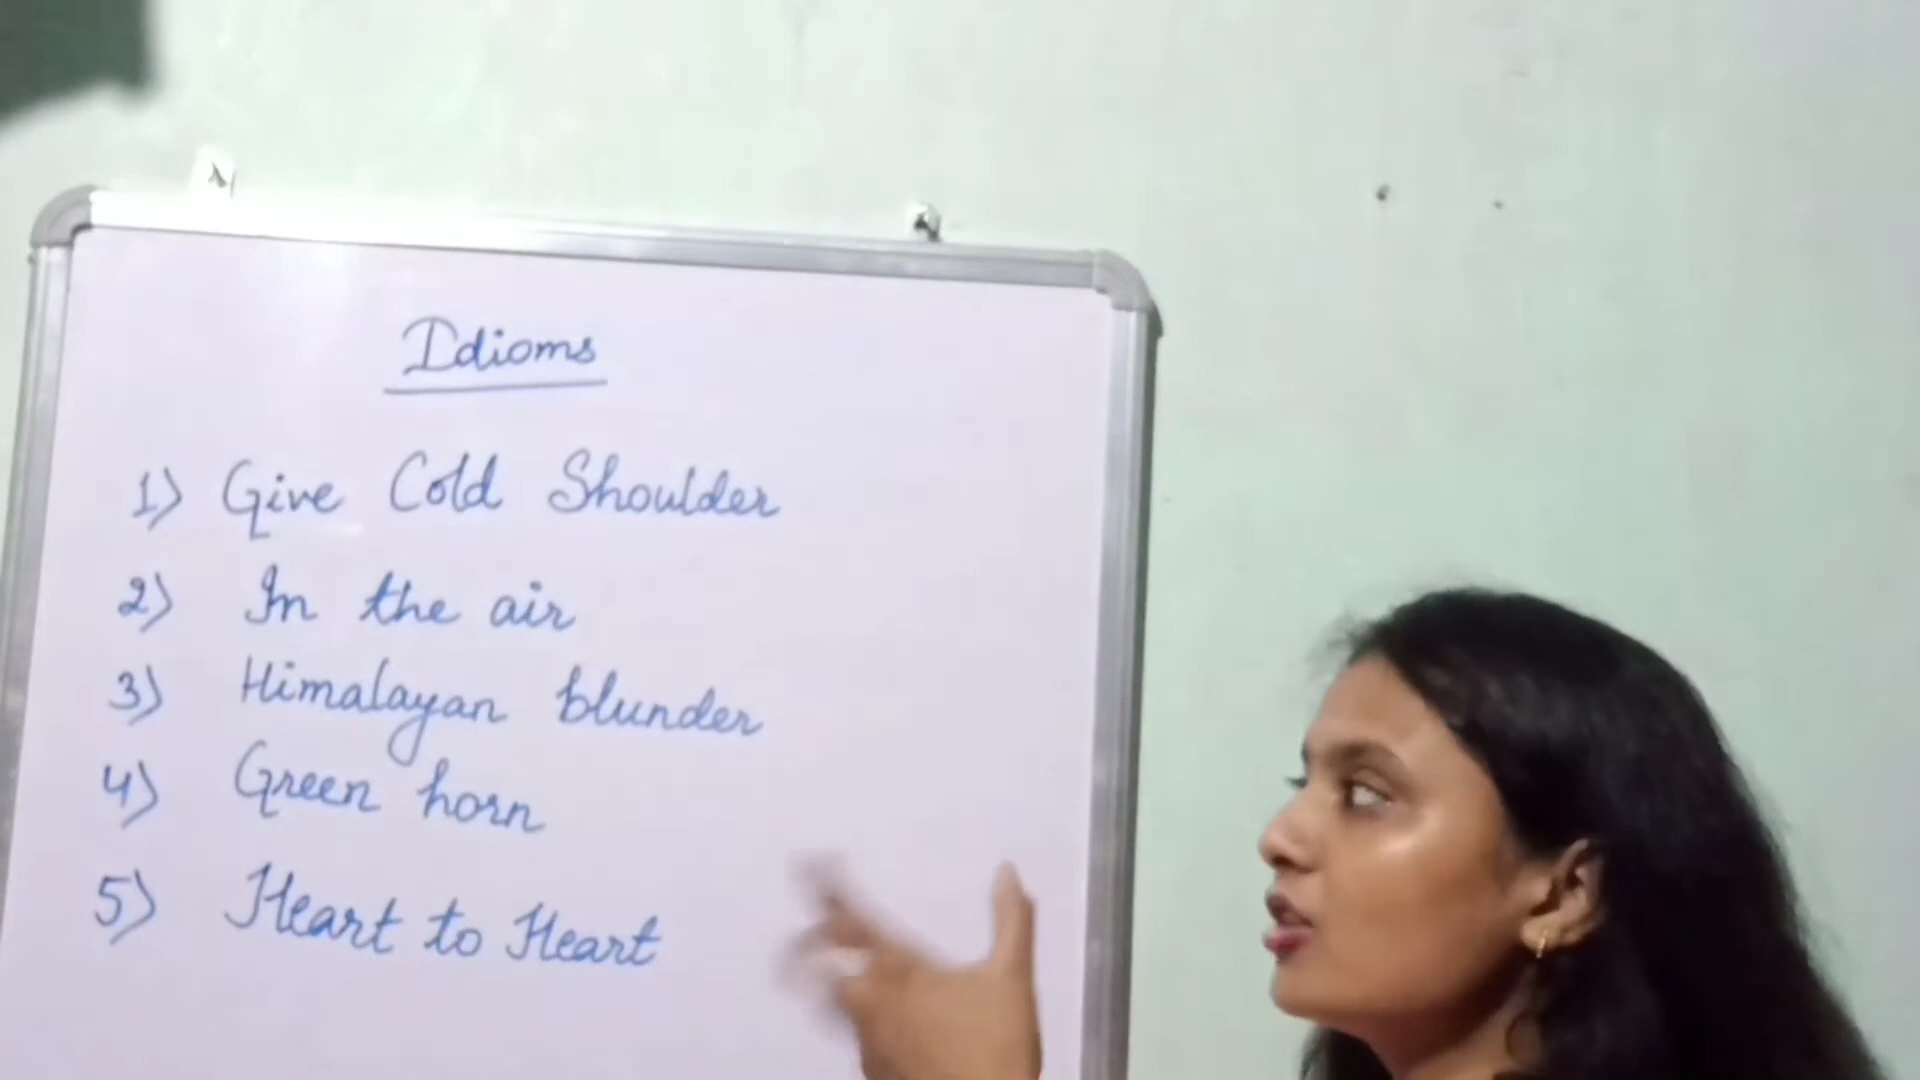 Idioms
1) Give Cold Shoulder
2) In the air
3) Himalayan blunder
4) Green horn
5) Heart to Heart